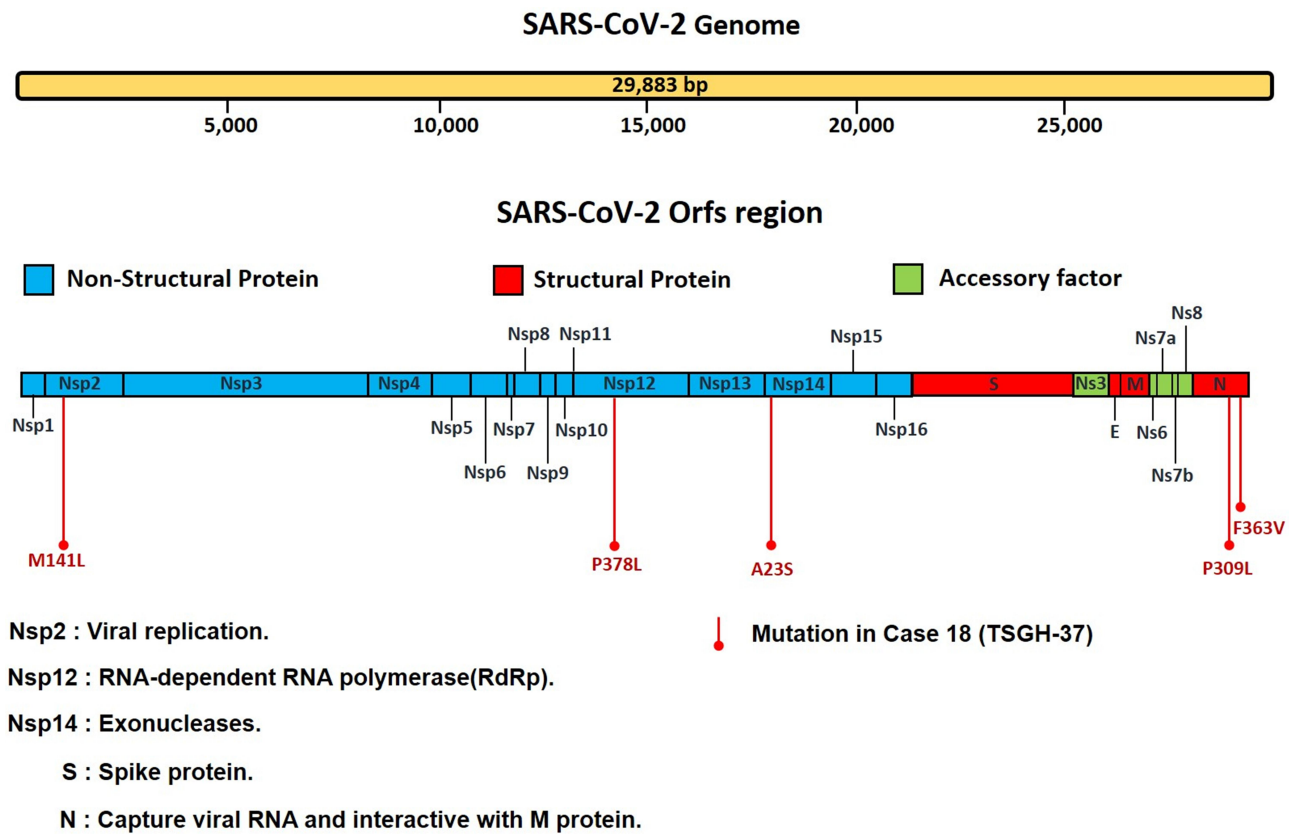 SARS-CoV-2 Genome
29,883 bp
5,000 10,000 15,000 20,000 25,000
SARS-CoV-2 Orfs region
Non-Structural Protein Structural Protein Accessory factor
Ns8
Nsp8 Nsp11 Nsp15 Ns7a
Nsp2 Nsp3 Nsp4 Nsp12 Nsp13 Nsp14 S Ns3 M N
Nsp1 Nsp5 Nsp7 Nsp10 Nsp16 E Ns6
Nsp6 Nsp9 Ns7b
F363V
M141L P378L A23S P309L
Nsp2 : Viral replication.
Mutation in Case 18 (TSGH-37)
Nsp12 : RNA-dependent RNA polymerase(RdRp).
Nsp14 : Exonucleases.
S : Spike protein.
N : Capture viral RNA and interactive with M protein.